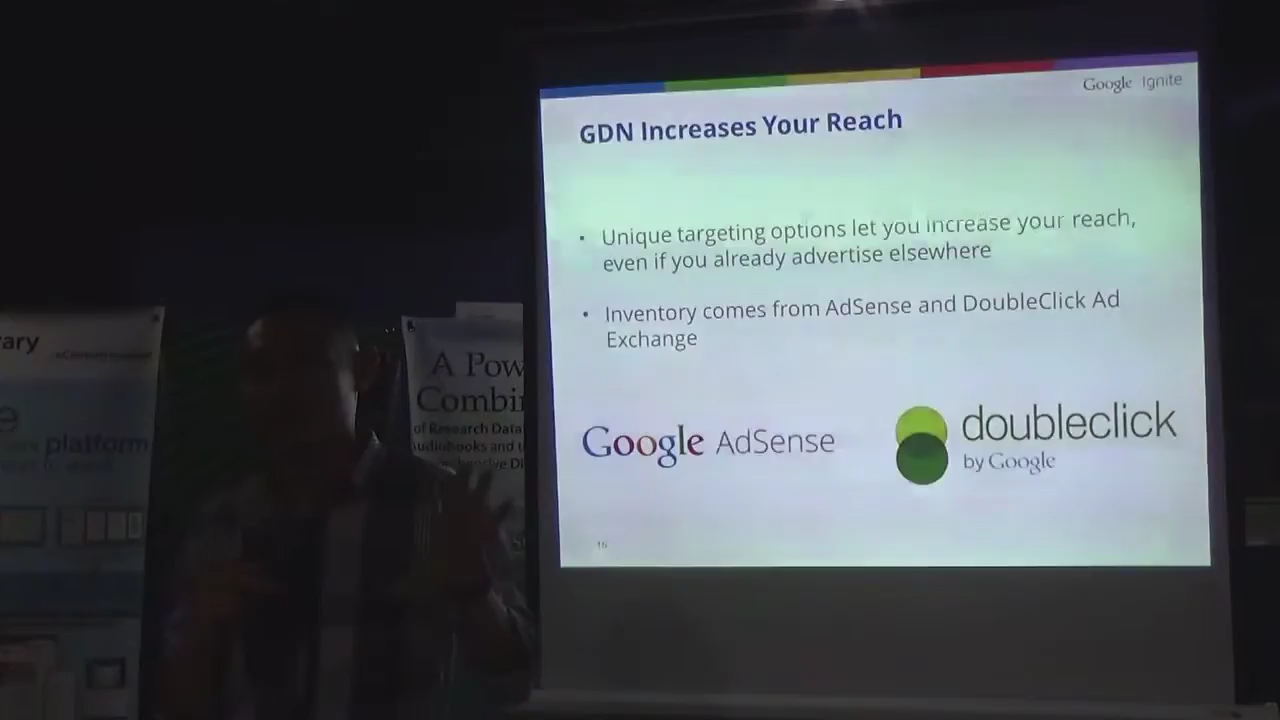 Google Ignite
GDN Increases Your Reach
• Unique targeting options let you increase your reach,
even if you already advertise elsewhere
• Inventory comes from AdSense and DoubleClick Ad
Exchange
Google AdSense
doubleclick
by Google
16
rary
e
platform
A Pow
Combi
of Research Data